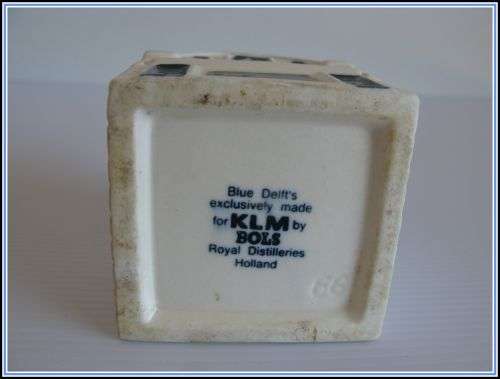 Blue Delft's
exclusively made
for KLM by
BOLS
Royal Distilleries
Holland
66